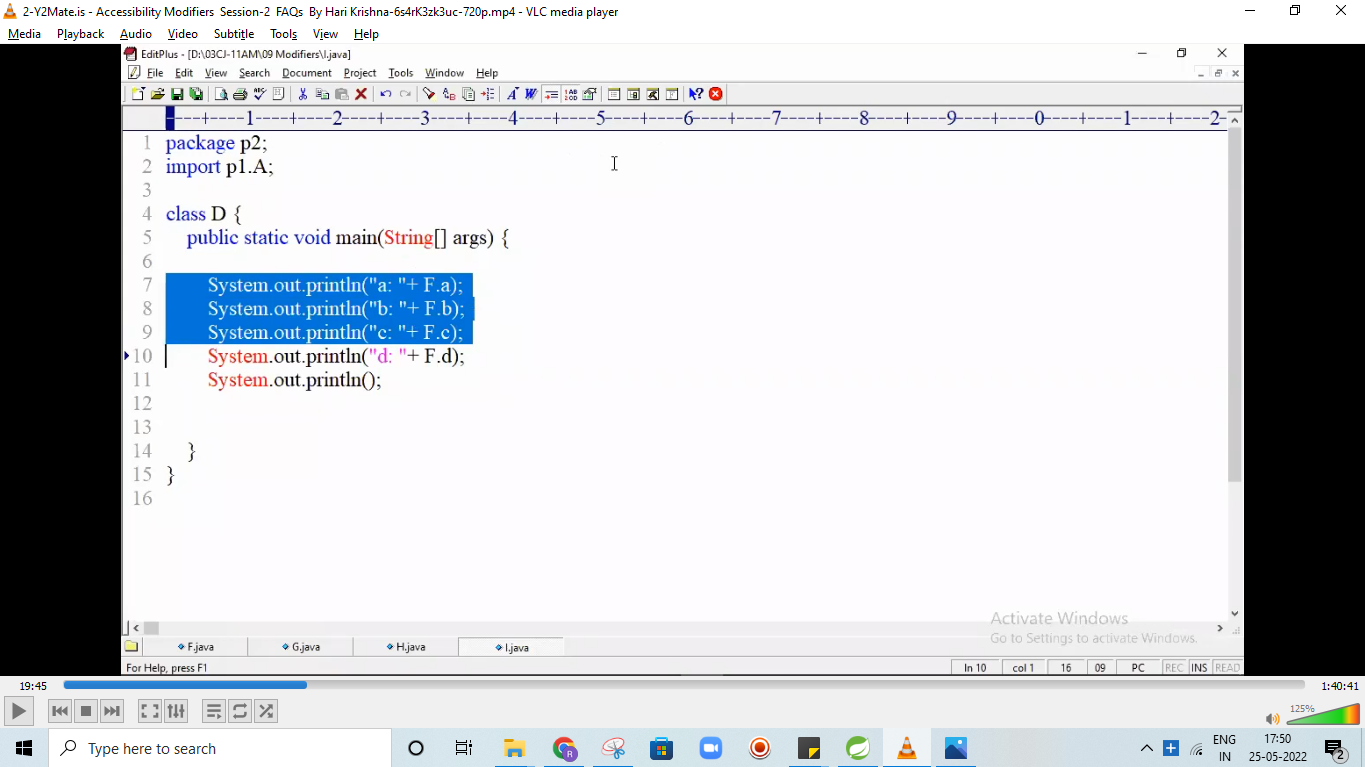 2-Y2Mate.is - Accessibility Modifiers  Session-2  FAQs  By Hari Krishna-6s4rK3zk3uc-720p.mp4 - VLC media player
Media Playback Audio Video Subtitle Tools View Help
EditPlus - [D:\03CJ-11AM\09 Modifiers\I.java]
File Edit View Search Document Project Tools Window Help
----+----1----+----2----+----3----+----4----+----5----+----6----+----7----+----8----+----9----+----0----+----1----+----2-
1 package p2;
2 import p1.A;
3
4 class D {
5 public static void main(String[] args) {
6
7 System.out.println("a: "+ F.a);
8 System.out.println("b: "+ F.b);
9 System.out.println("c: "+ F.c);
10 System.out.println("d: "+ F.d);
11 System.out.println();
12
13
14 }
15 }
16
Activate Windows
Go to Settings to activate Windows.
F.java G.java H.java I.java
For Help, press F1 ln 10 col 1 16 09 PC REC INS READ
19:45 1:40:41
125%
Type here to search
ENG
IN
17:50
25-05-2022
2